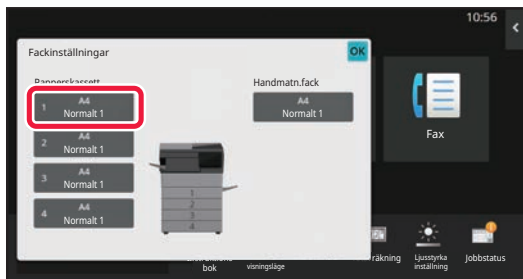 10:56
Fackinställningar
OK
Papperskassett
Handmatn.fack
1 A4
Normalt 1
A4
Normalt 1
2 A4
Normalt 1
3 A4
Normalt 1
4 A4
Normalt 1
1
2
3
4
Fax
bok
visningsläge
räkning
Ljusstyrka
inställning
Jobbstatus